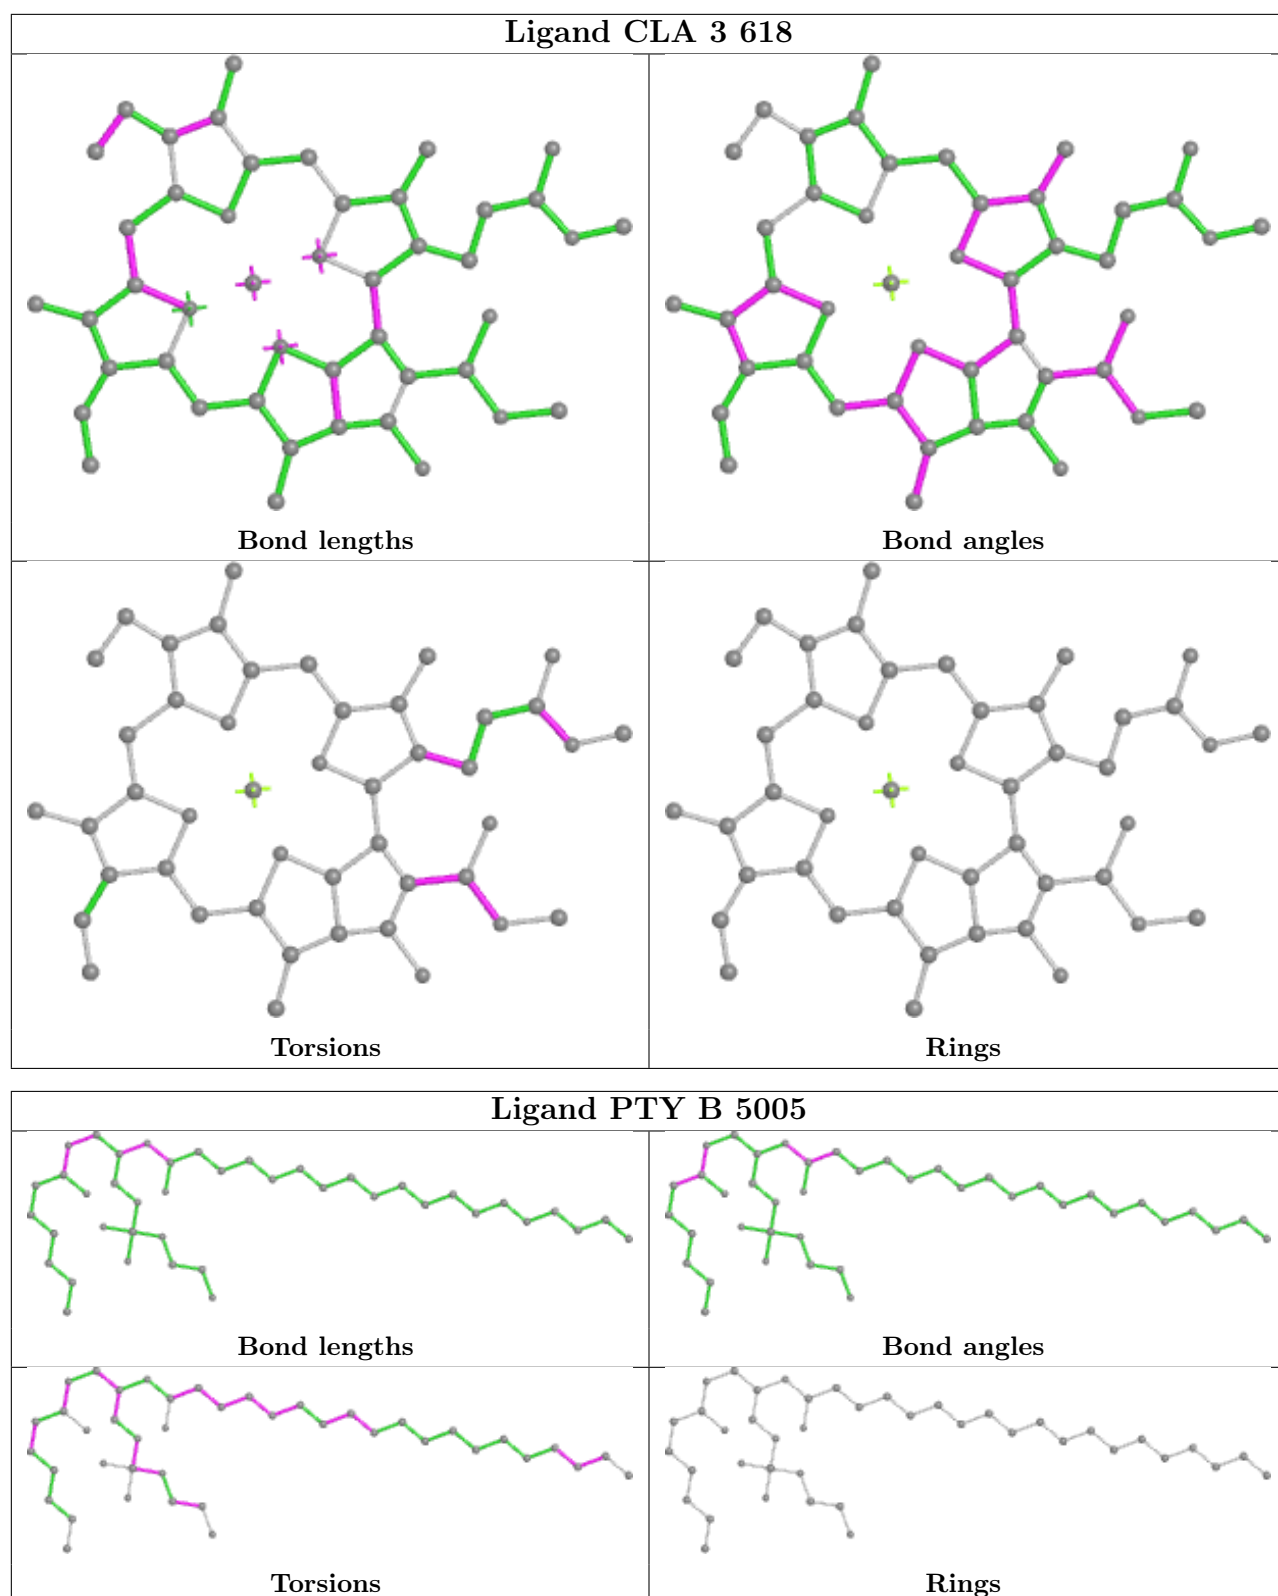 Ligand CLA 3 618
Bond lengths
Bond angles
Torsions
Rings
Ligand PTY B 5005
Bond lengths
Bond angles
Torsions
Rings